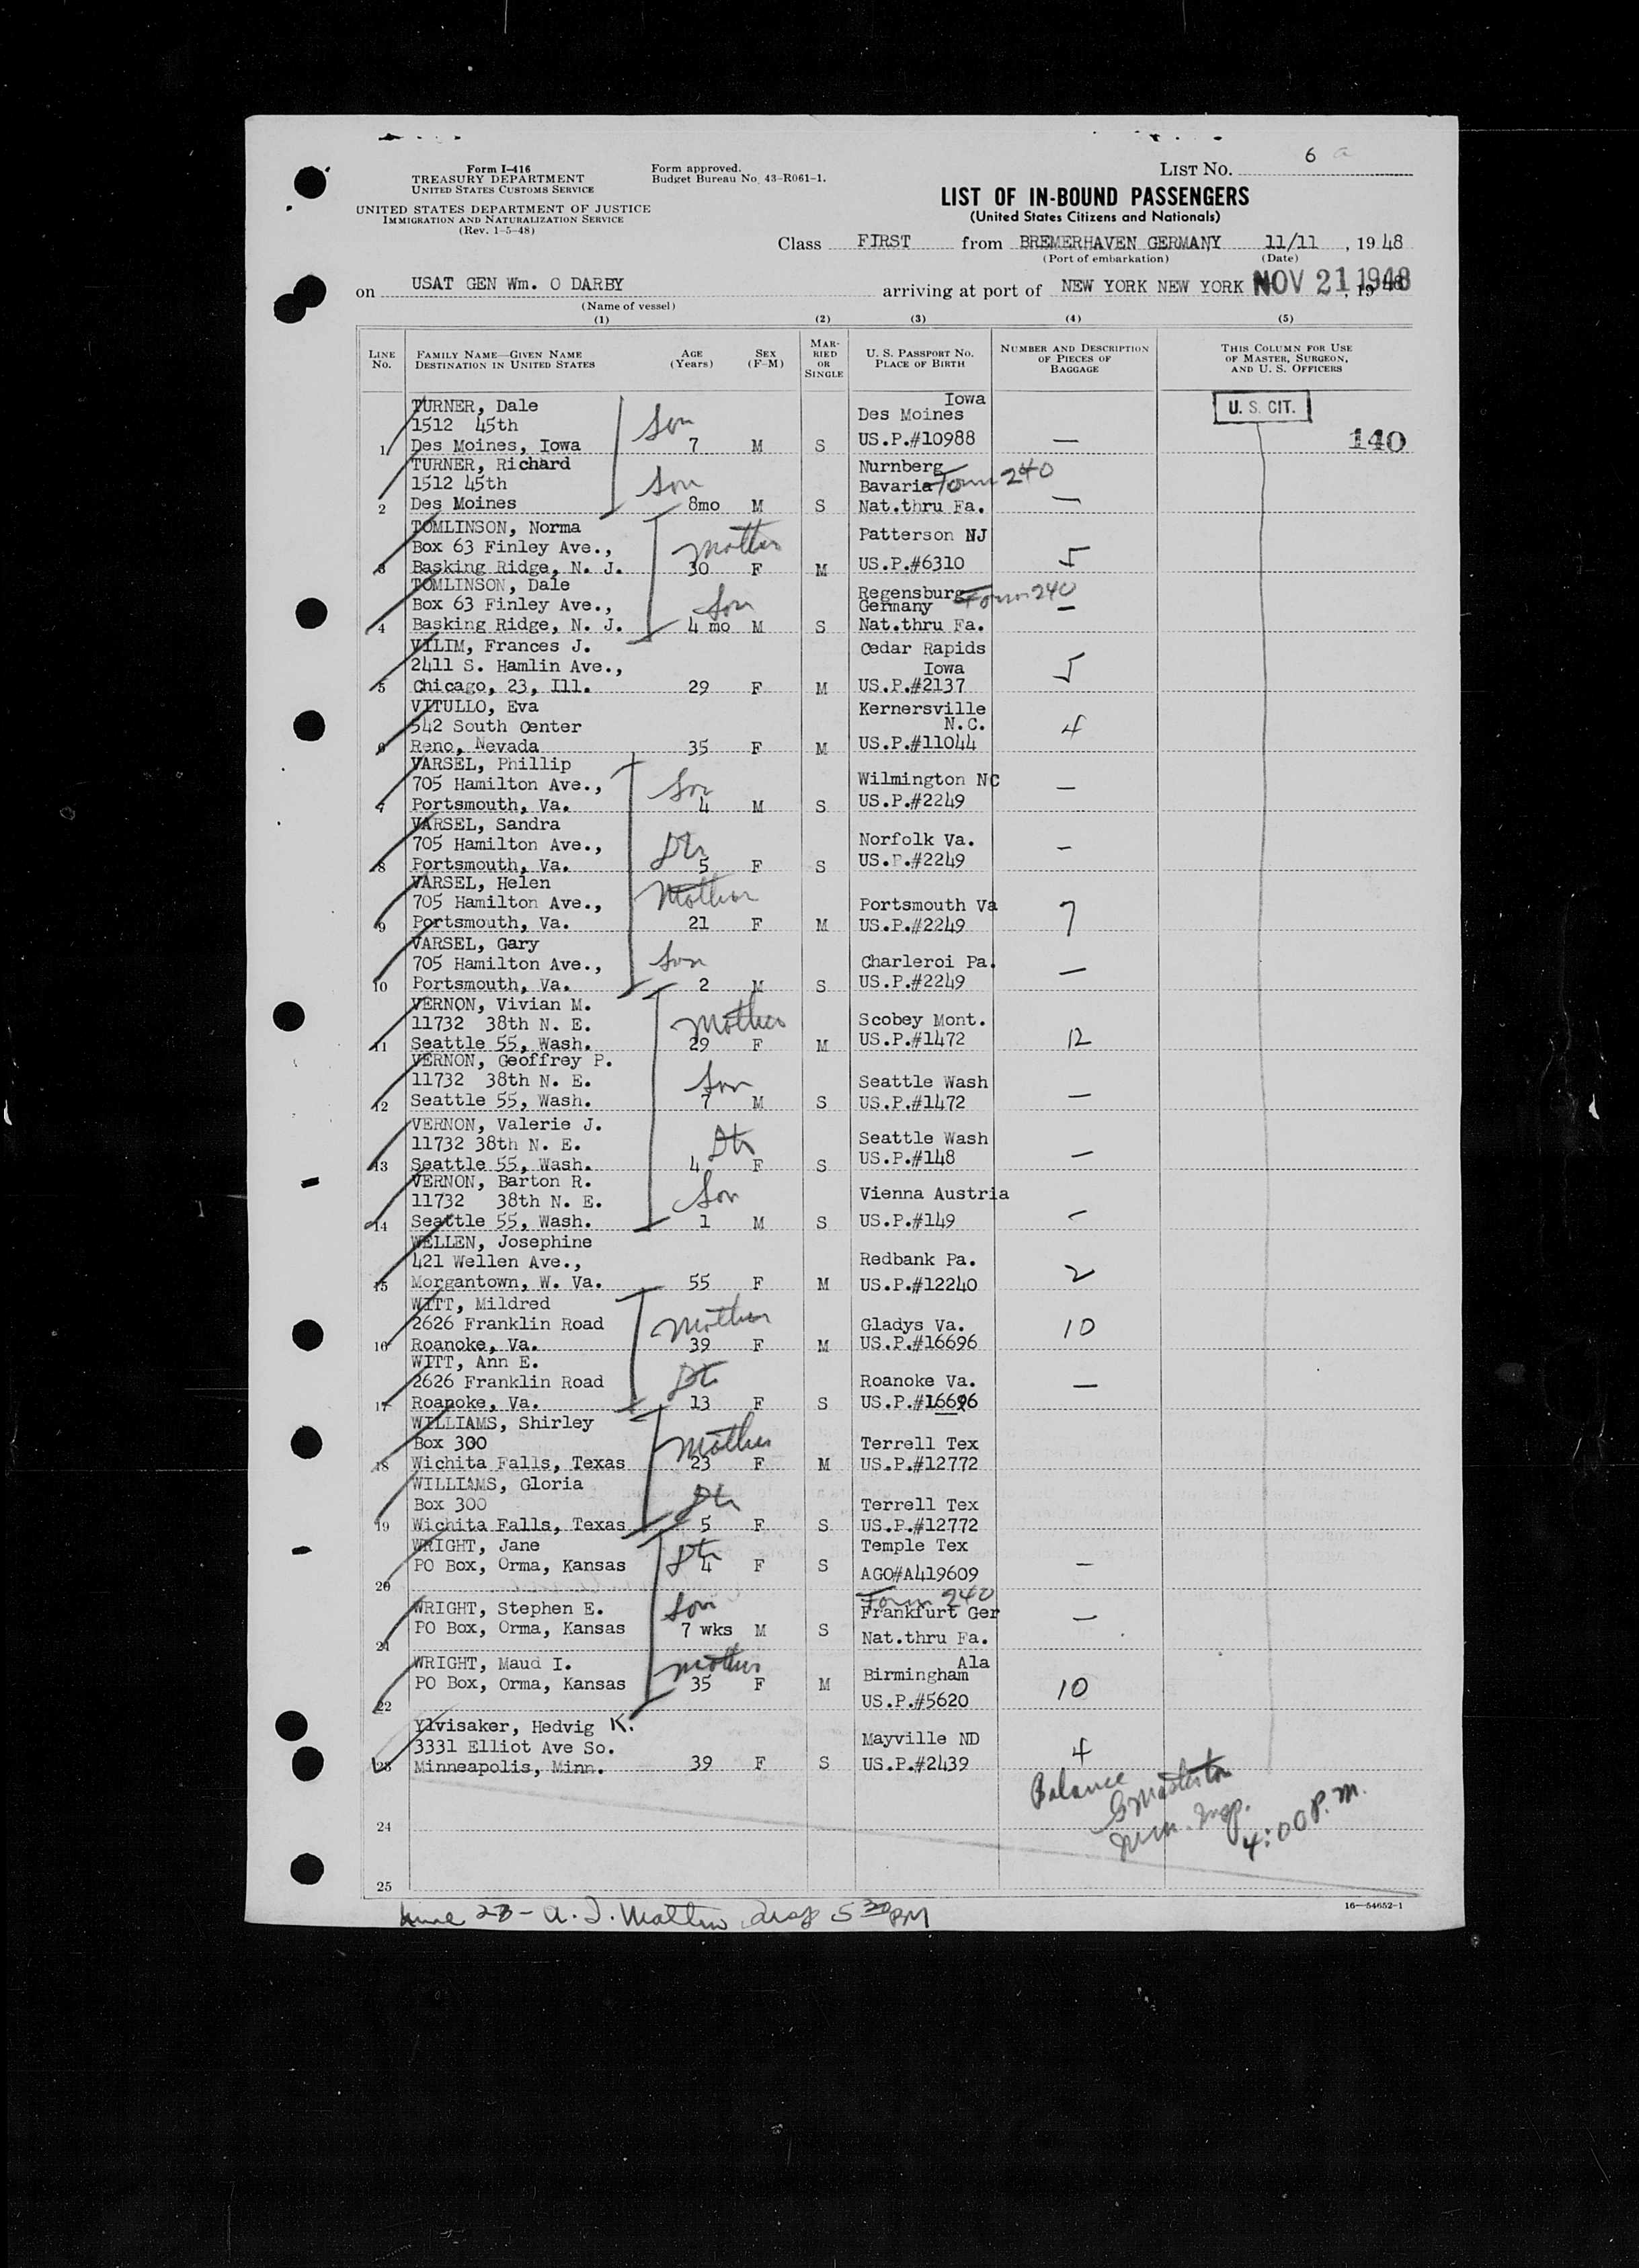 LIST No. 6 a
Form I-416
TREASURY DEPARTMENT
UNITED STATES CUSTOMS SERVICE
Form approved.
Budget Bureau No. 43-R061-1.
UNITED STATES DEPARTMENT OF JUSTICE
IMMIGRATION AND NATURALIZATION SERVICE
(Rev. 1-5-48)
LIST OF IN-BOUND PASSENGERS
(United States Citizens and Nationals)
Class FIRST from BREMERHAVEN GERMANY 11/11, 19 48
(Port of embarkation) (Date)
on USAT GEN Wm. O DARBY arriving at port of NEW YORK NEW YORK NOV 21 1948, 19 48
(Name of vessel)
(1) (2) (3) (4) (5)
LINE No. FAMILY NAME—GIVEN NAME DESTINATION IN UNITED STATES AGE (Years) SEX (F-M) MARRIED OR SINGLE U. S. PASSPORT No. PLACE OF BIRTH NUMBER AND DESCRIPTION OF PIECES OF BAGGAGE THIS COLUMN FOR USE OF MASTER, SURGEON, AND U. S. OFFICERS
TURNER, Dale Iowa U. S. CIT.
1512 45th Son Des Moines
1 Des Moines, Iowa 7 M S US.P.#10988 — 140
TURNER, Richard Nurnberg
1512 45th Son Bavaria Form 240
2 Des Moines 8mo M S Nat.thru Fa. —
TOMLINSON, Norma Patterson NJ
Box 63 Finley Ave., Mother
3 Basking Ridge, N. J. 30 F M US.P.#6310 5
TOMLINSON, Dale Regensburg Form 240
Box 63 Finley Ave., Son Germany —
4 Basking Ridge, N. J. 4 mo M S Nat.thru Fa.
VILIM, Frances J. Cedar Rapids
2411 S. Hamlin Ave., Iowa 5
5 Chicago, 23, Ill. 29 F M US.P.#2137
VITULLO, Eva Kernersville
542 South Center N.C. 4
6 Reno, Nevada 35 F M US.P.#11044
VARSEL, Phillip
705 Hamilton Ave., Son Wilmington NC —
7 Portsmouth, Va. 4 M S US.P.#2249
VARSEL, Sandra
705 Hamilton Ave., Dtr Norfolk Va. —
8 Portsmouth, Va. 5 F S US.P.#2249
VARSEL, Helen Mother
705 Hamilton Ave., Portsmouth Va 7
9 Portsmouth, Va. 21 F M US.P.#2249
VARSEL, Gary
705 Hamilton Ave., Son Charleroi Pa. —
10 Portsmouth, Va. 2 M S US.P.#2249
VERNON, Vivian M.
11732 38th N. E. Mother Scobey Mont.
11 Seattle 55, Wash. 29 F M US.P.#1472 12
VERNON, Geoffrey P.
11732 38th N. E. Son Seattle Wash
12 Seattle 55, Wash. 7 M S US.P.#1472 —
VERNON, Valerie J.
11732 38th N. E. Dtr Seattle Wash
13 Seattle 55, Wash. 4 F S US.P.#148 —
VERNON, Barton R.
11732 38th N. E. Son Vienna Austria
14 Seattle 55, Wash. 1 M S US.P.#149 —
WELLEN, Josephine
421 Wellen Ave., Redbank Pa. 2
15 Morgantown, W. Va. 55 F M US.P.#12240
WITT, Mildred
2626 Franklin Road Mother Gladys Va. 10
16 Roanoke, Va. 39 F M US.P.#16696
WITT, Ann E.
2626 Franklin Road Dtr Roanoke Va. —
17 Roanoke, Va. 13 F S US.P.#16696
WILLIAMS, Shirley
Box 300 Mother Terrell Tex
18 Wichita Falls, Texas 23 F M US.P.#12772
WILLIAMS, Gloria
Box 300 Dtr Terrell Tex
19 Wichita Falls, Texas 5 F S US.P.#12772
WRIGHT, Jane Dtr Temple Tex
PO Box, Orma, Kansas 4 F S AGO#A419609 —
20
Form 240
WRIGHT, Stephen E. Son Frankfurt Ger —
PO Box, Orma, Kansas 7 wks M S Nat.thru Fa.
21
WRIGHT, Maud I. Mother Ala
PO Box, Orma, Kansas 35 F M Birmingham 10
22 US.P.#5620
Ylvisaker, Hedvig K.
3331 Elliot Ave So. Mayville ND 4
23 Minneapolis, Minn. 39 F S US.P.#2439
Balance
Imm. Insp.
4:00 P.M.
24
25
16—54652-1
23 - A. J. Insp 5 30 PM